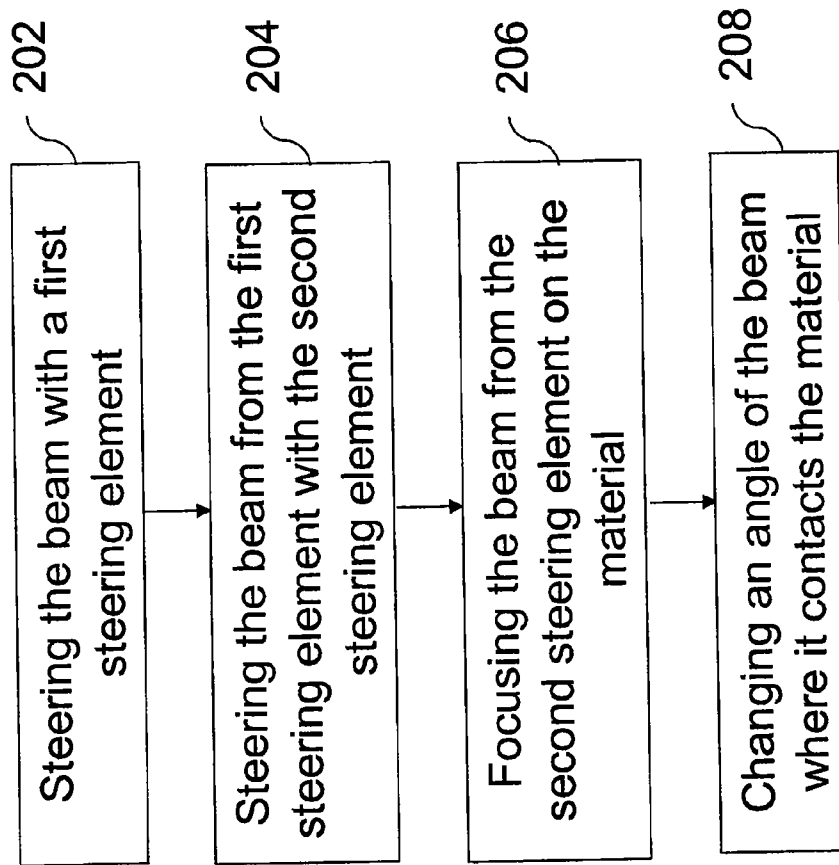 Steering the beam with a first
steering element
202
Steering the beam from the first
steering element with the second
steering element
204
Focusing the beam from the
second steering element on the
material
206
Changing an angle of the beam
where it contacts the material
208